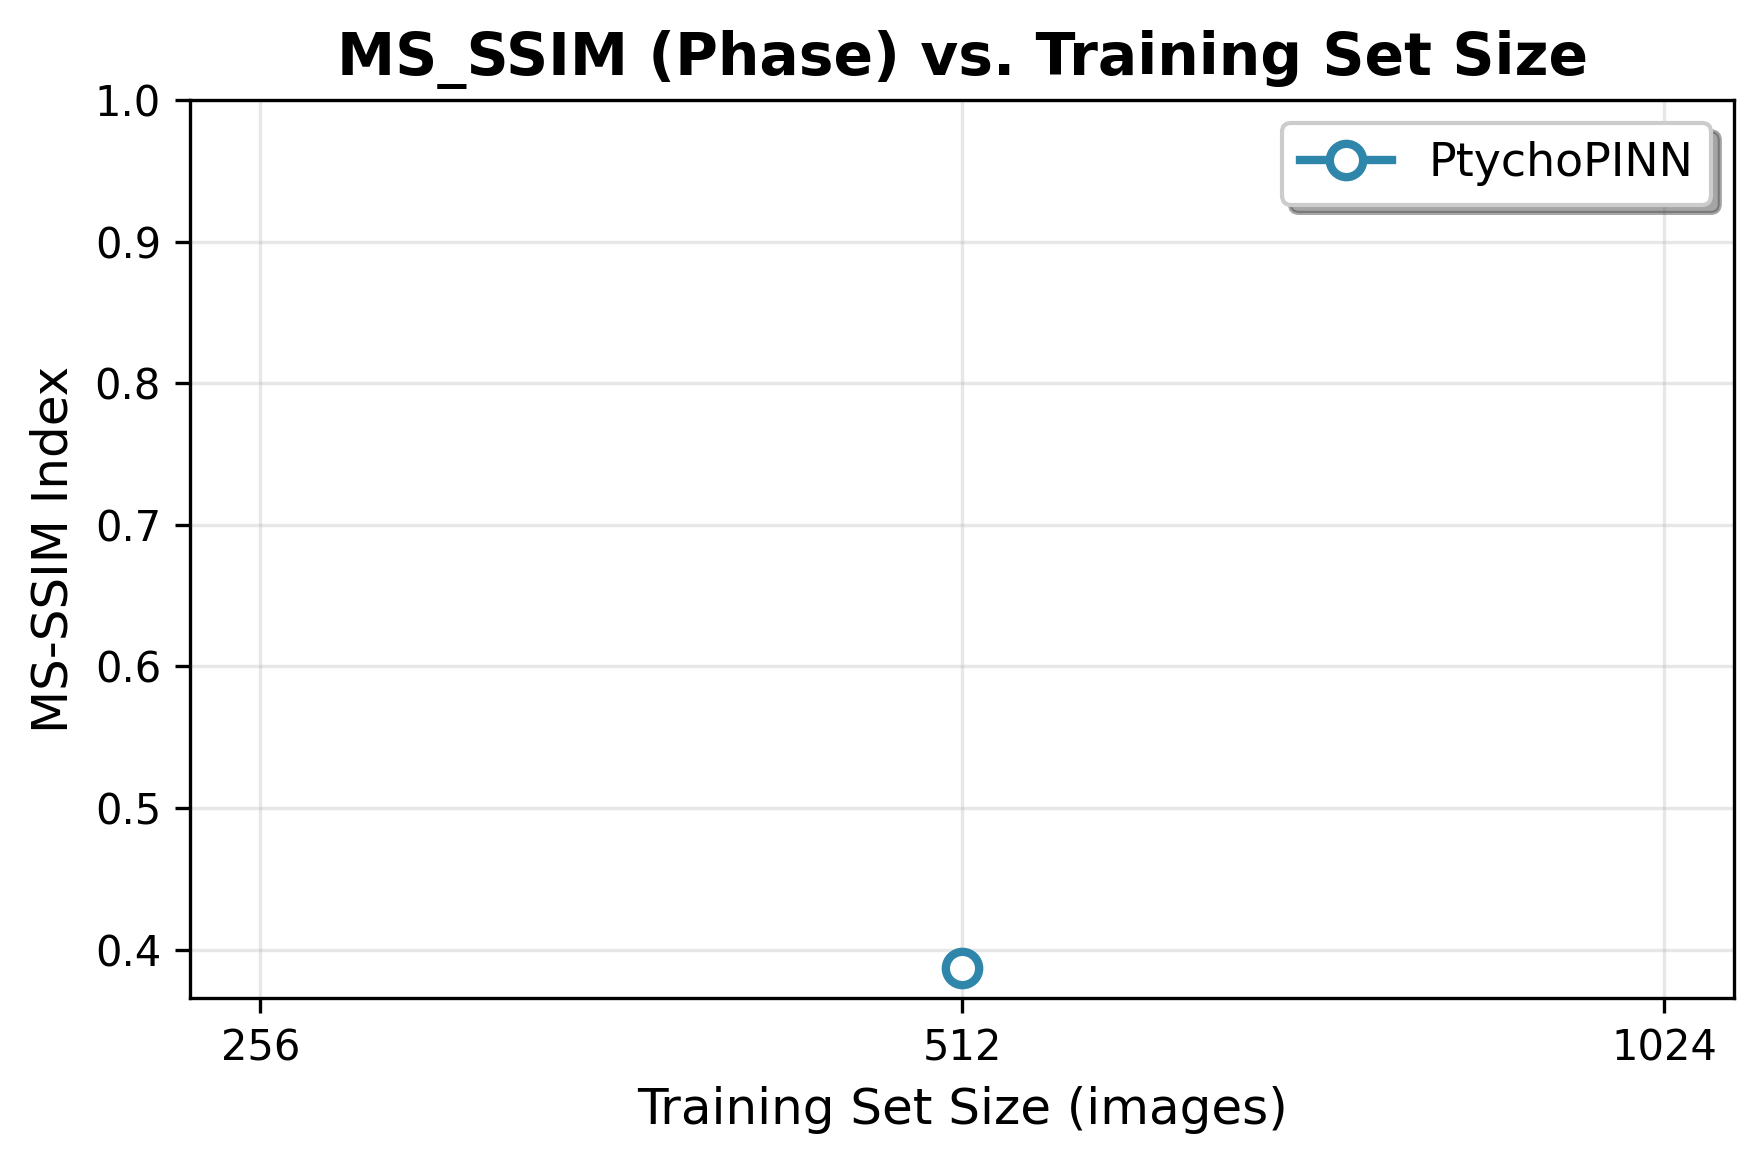 MS_SSIM (Phase) vs. Training Set Size
1.0
PtychoPINN
0.9
0.8
0.7
0.6
0.5
0.4
MS-SSIM Index
256
512
1024
Training Set Size (images)